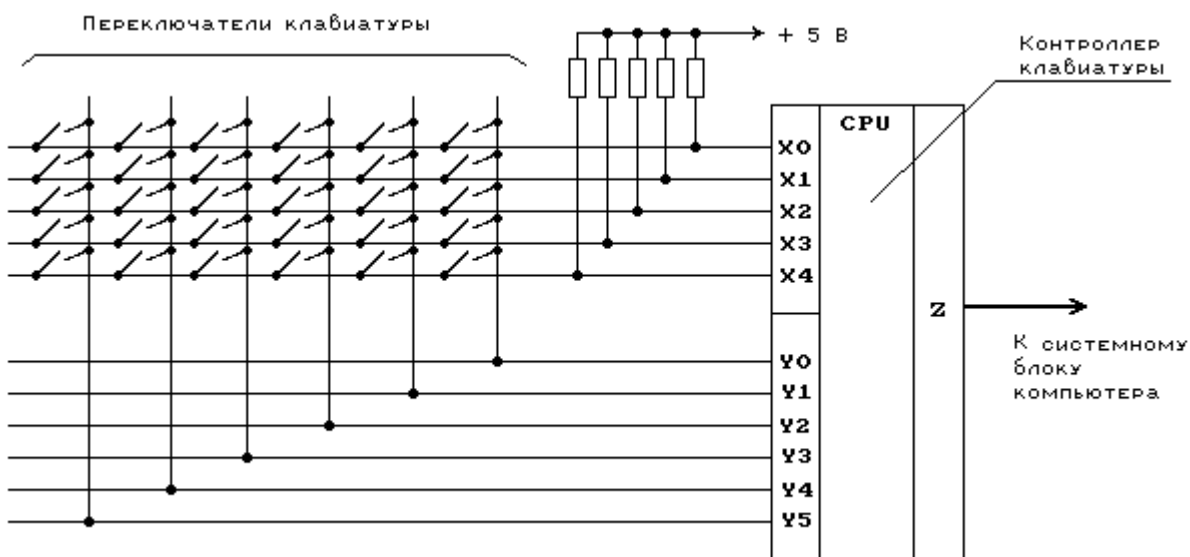 Переключатели клавиатуры
+ 5 В
Контроллер
клавиатуры
CPU
X0
X1
X2
X3
X4
Z
К системному
блоку
компьютера
Y0
Y1
Y2
Y3
Y4
Y5